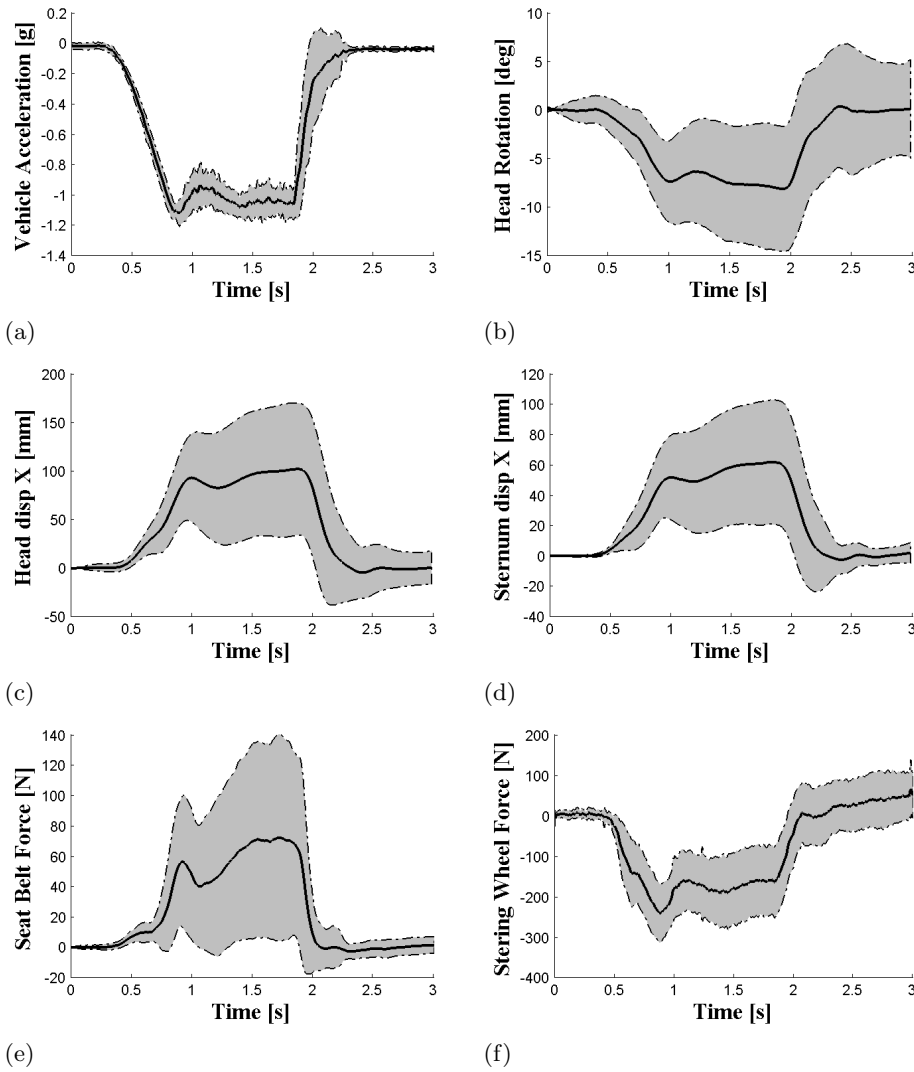 0.2
0
-0.2
-0.4
-0.6
-0.8
-1
-1.2
-1.4
Vehicle Acceleration [g]
0 0.5 1 1.5 2 2.5 3
Time [s]
(a)
10
5
0
-5
-10
-15
Head Rotation [deg]
0 0.5 1 1.5 2 2.5 3
Time [s]
(b)
200
150
100
50
0
-50
Head disp X [mm]
0 0.5 1 1.5 2 2.5 3
Time [s]
(c)
120
100
80
60
40
20
0
-20
-40
Sternum disp X [mm]
0 0.5 1 1.5 2 2.5 3
Time [s]
(d)
140
120
100
80
60
40
20
0
-20
Seat Belt Force [N]
0 0.5 1 1.5 2 2.5 3
Time [s]
(e)
200
100
0
-100
-200
-300
-400
Stering Wheel Force [N]
0 0.5 1 1.5 2 2.5 3
Time [s]
(f)